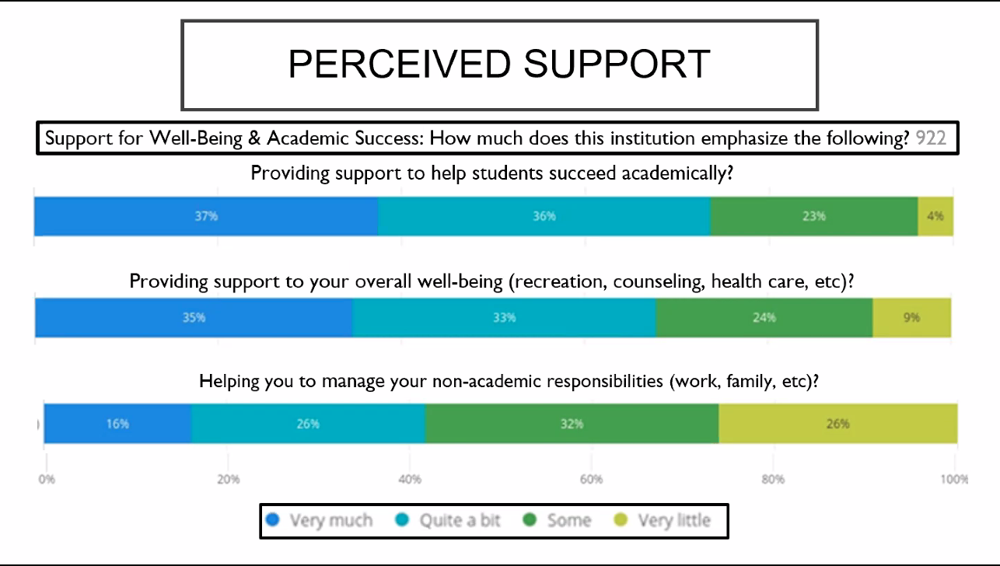 PERCEIVED SUPPORT
Support for Well-Being & Academic Success: How much does this institution emphasize the following? 922
Providing support to help students succeed academically?
37% 36% 23% 4%
Providing support to your overall well-being (recreation, counseling, health care, etc)?
35% 33% 24% 9%
Helping you to manage your non-academic responsibilities (work, family, etc)?
) 16% 26% 32% 26%
0% 20% 40% 60% 80% 100%
Very much Quite a bit Some Very little